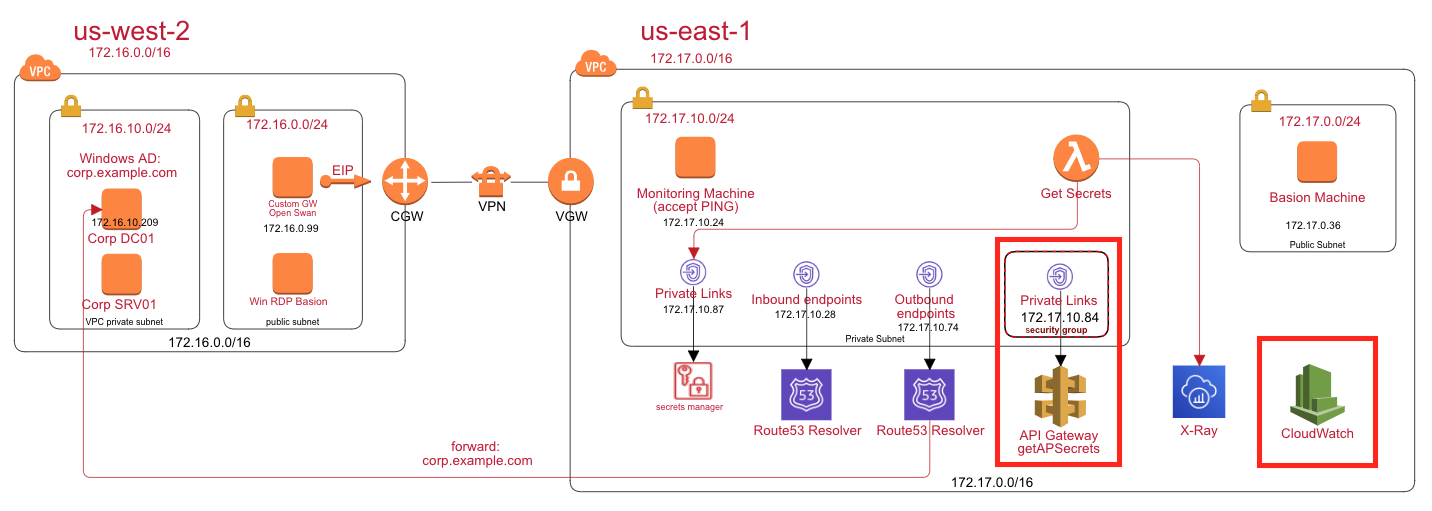 us-west-2
172.16.0.0/16
VPC
172.16.10.0/24
Windows AD:
corp.example.com
172.16.10.209
Corp DC01
Corp SRV01
VPC private subnet
172.16.0.0/24
EIP
Custom GW
Open Swan
172.16.0.99
Win RDP Basion
public subnet
172.16.0.0/16
CGW
VPN
VGW
us-east-1
172.17.0.0/16
VPC
172.17.10.0/24
Monitoring Machine
(accept PING)
172.17.10.24
Get Secrets
Private Links
172.17.10.87
Inbound endpoints
172.17.10.28
Outbound
endpoints
172.17.10.74
Private Links
172.17.10.84
security group
Private Subnet
172.17.0.0/24
Basion Machine
172.17.0.36
Public Subnet
secrets manager
53
Route53 Resolver
53
Route53 Resolver
API Gateway
getAPSecrets
X-Ray
CloudWatch
forward:
corp.example.com
172.17.0.0/16